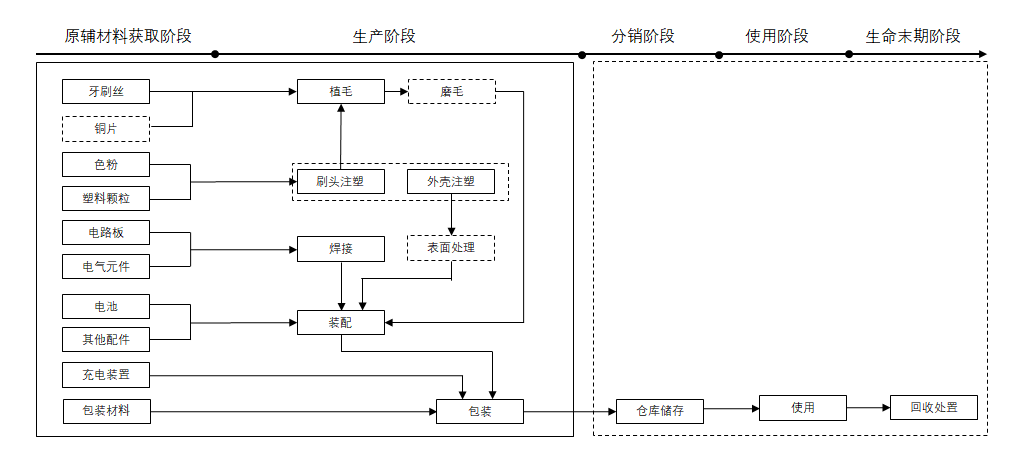 原辅材料获取阶段
生产阶段
分销阶段
使用阶段
生命末期阶段
牙刷丝
植毛
磨毛
铜片
色粉
塑料颗粒
刷头注塑
外壳注塑
电路板
电气元件
焊接
表面处理
电池
其他配件
装配
充电装置
包装材料
包装
仓库储存
使用
回收处置